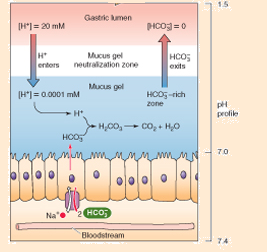 Gastric lumen
[H⁺] = 20 mM
[HCO₃⁻] = 0
H⁺
enters
Mucus gel
neutralization zone
HCO₃⁻
exits
Mucus gel
[H⁺] = 0.0001 mM
HCO₃⁻–rich
zone
H⁺
HCO₃⁻
H₂CO₃ → CO₂ + H₂O
Na⁺
2 HCO₃⁻
Bloodstream
1.5
pH
profile
7.0
7.4